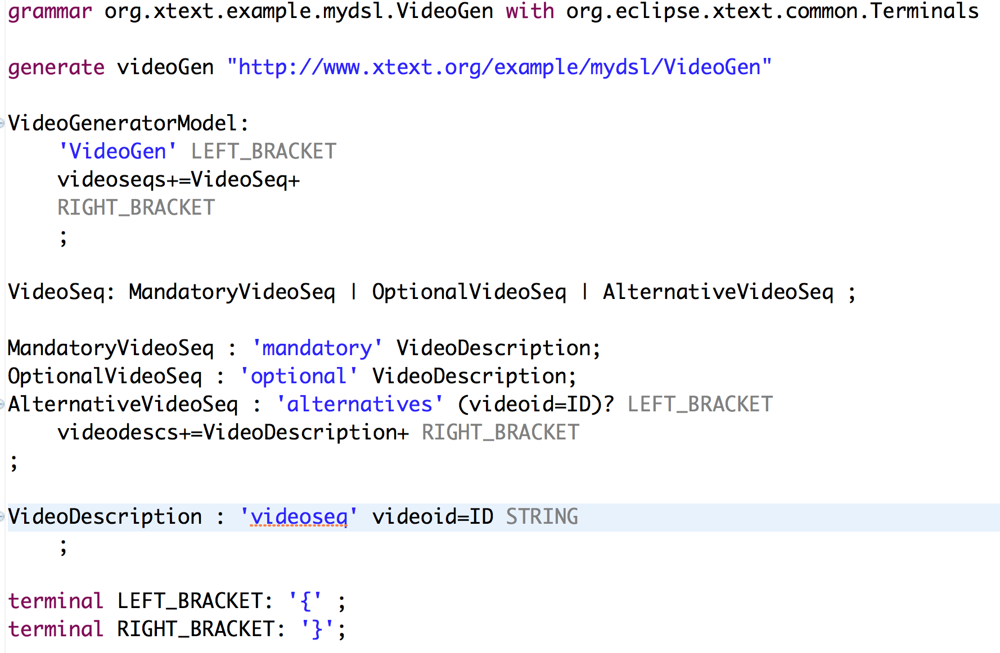 grammar org.xtext.example.mydsl.VideoGen with org.eclipse.xtext.common.Terminals
generate videoGen "http://www.xtext.org/example/mydsl/VideoGen"
VideoGeneratorModel:
'VideoGen' LEFT_BRACKET
videoseqs+=VideoSeq+
RIGHT_BRACKET
;
VideoSeq: MandatoryVideoSeq | OptionalVideoSeq | AlternativeVideoSeq ;
MandatoryVideoSeq : 'mandatory' VideoDescription;
OptionalVideoSeq : 'optional' VideoDescription;
AlternativeVideoSeq : 'alternatives' (videoid=ID)? LEFT_BRACKET
videodescs+=VideoDescription+ RIGHT_BRACKET
;
VideoDescription : 'videoseq' videoid=ID STRING
;
terminal LEFT_BRACKET: '{' ;
terminal RIGHT_BRACKET: '}';